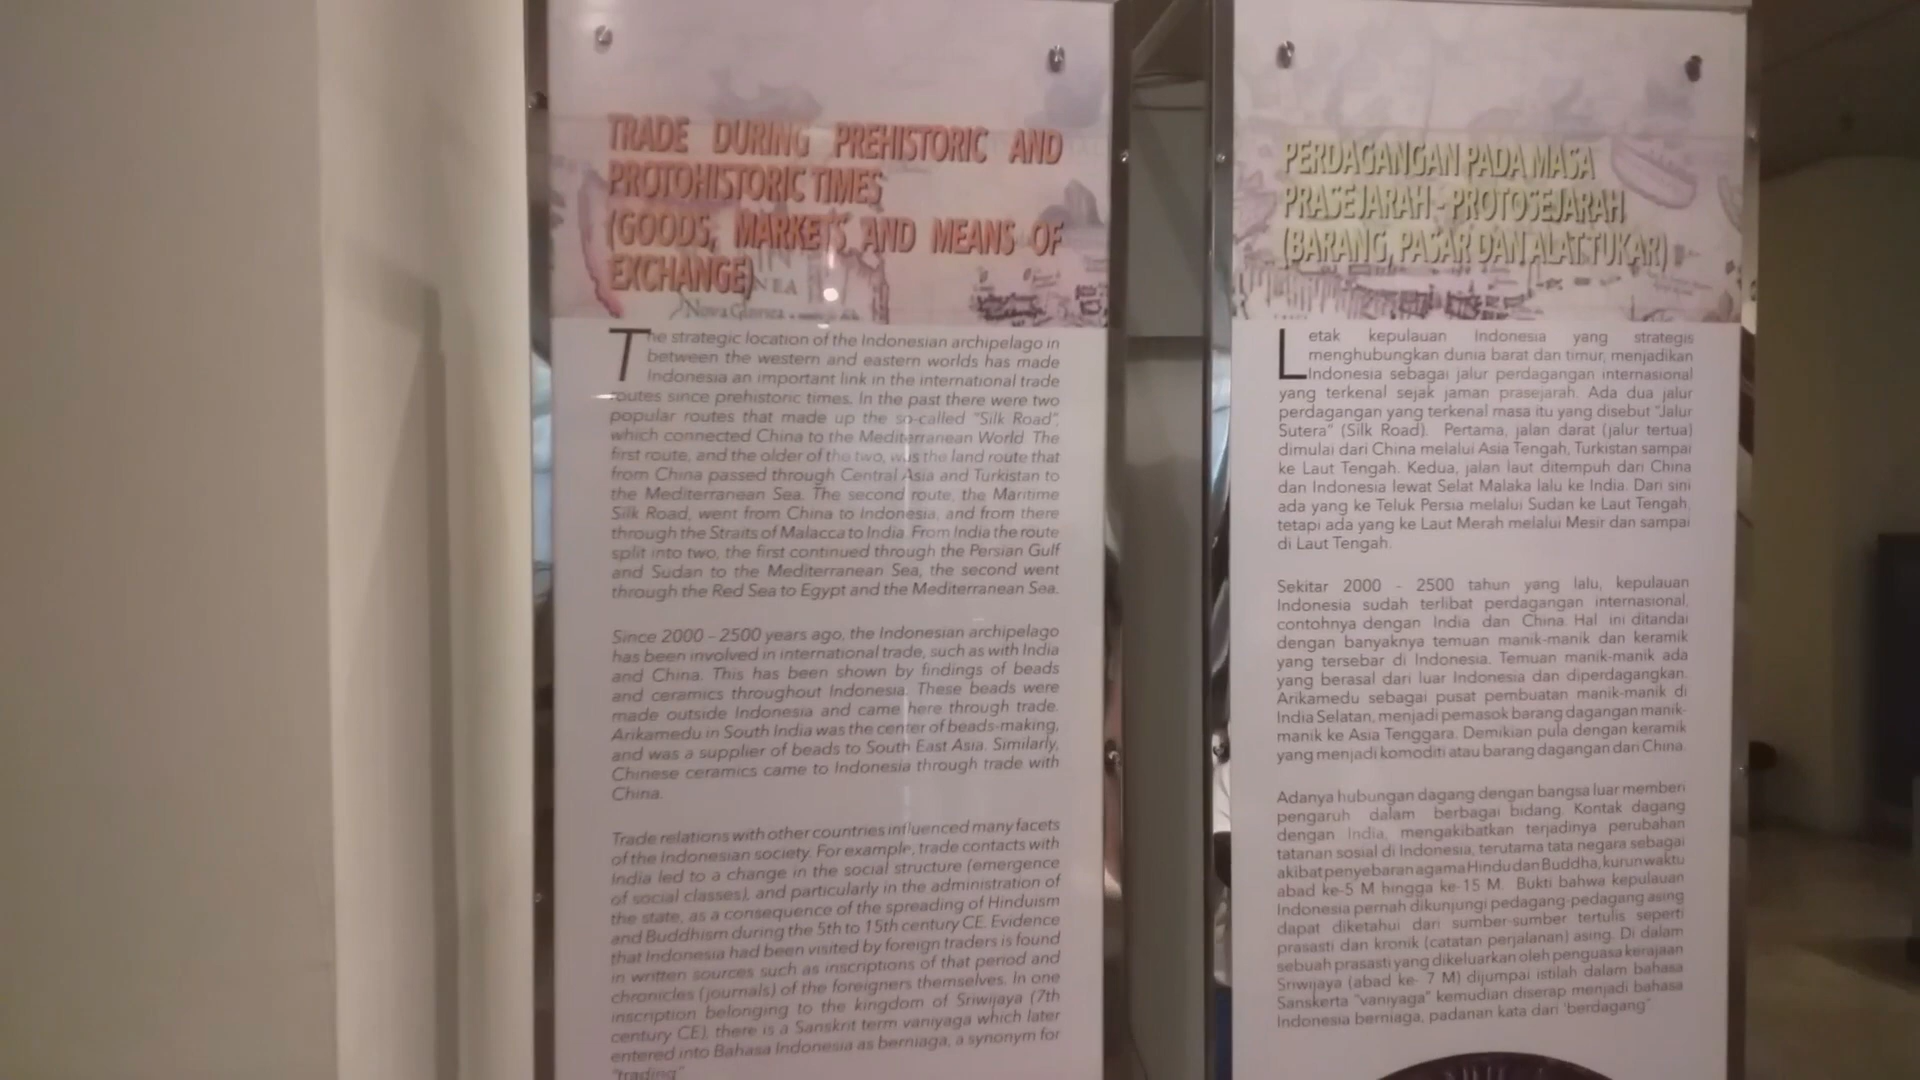 TRADE DURING PREHISTORIC AND
PROTOHISTORIC TIMES
(GOODS, MARKETS AND MEANS OF
EXCHANGE)
NEA
Nova Guinea
The strategic location of the Indonesian archipelago in
between the western and eastern worlds has made
Indonesia an important link in the international trade
routes since prehistoric times. In the past there were two
popular routes that made up the so-called "Silk Road",
which connected China to the Mediterranean World. The
first route, and the older of the two, was the land route that
from China passed through Central Asia and Turkistan to
the Mediterranean Sea. The second route, the Maritime
Silk Road, went from China to Indonesia, and from there
through the Straits of Malacca to India. From India the route
split into two, the first continued through the Persian Gulf
and Sudan to the Mediterranean Sea, the second went
through the Red Sea to Egypt and the Mediterranean Sea.
Since 2000 – 2500 years ago, the Indonesian archipelago
has been involved in international trade, such as with India
and China. This has been shown by findings of beads
and ceramics throughout Indonesia. These beads were
made outside Indonesia and came here through trade.
Arikamedu in South India was the center of beads-making,
and was a supplier of beads to South East Asia. Similarly,
Chinese ceramics came to Indonesia through trade with
China.
Trade relations with other countries influenced many facets
of the Indonesian society. For example, trade contacts with
India led to a change in the social structure (emergence
of social classes), and particularly in the administration of
the state, as a consequence of the spreading of Hinduism
and Buddhism during the 5th to 15th century CE. Evidence
that Indonesia had been visited by foreign traders is found
in written sources such as inscriptions of that period and
chronicles (journals) of the foreigners themselves. In one
inscription belonging to the kingdom of Sriwijaya (7th
century CE), there is a Sanskrit term vaniyaga which later
entered into Bahasa Indonesia as berniaga, a synonym for
"trading"
PERDAGANGAN PADA MASA
PRASEJARAH - PROTOSEJARAH
(BARANG, PASAR DAN ALAT TUKAR)
Letak kepulauan Indonesia yang strategis
menghubungkan dunia barat dan timur, menjadikan
Indonesia sebagai jalur perdagangan internasional
yang terkenal sejak jaman prasejarah. Ada dua jalur
perdagangan yang terkenal masa itu yang disebut "Jalur
Sutera" (Silk Road). Pertama, jalan darat (jalur tertua)
dimulai dari China melalui Asia Tengah, Turkistan sampai
ke Laut Tengah. Kedua, jalan laut ditempuh dari China
dan Indonesia lewat Selat Malaka lalu ke India. Dari sini
ada yang ke Teluk Persia melalui Sudan ke Laut Tengah,
tetapi ada yang ke Laut Merah melalui Mesir dan sampai
di Laut Tengah.
Sekitar 2000 - 2500 tahun yang lalu, kepulauan
Indonesia sudah terlibat perdagangan internasional,
contohnya dengan India dan China. Hal ini ditandai
dengan banyaknya temuan manik-manik dan keramik
yang tersebar di Indonesia. Temuan manik-manik ada
yang berasal dari luar Indonesia dan diperdagangkan.
Arikamedu sebagai pusat pembuatan manik-manik di
India Selatan, menjadi pemasok barang dagangan manik-
manik ke Asia Tenggara. Demikian pula dengan keramik
yang menjadi komoditi atau barang dagangan dari China.
Adanya hubungan dagang dengan bangsa luar memberi
pengaruh dalam berbagai bidang. Kontak dagang
dengan India, mengakibatkan terjadinya perubahan
tatanan sosial di Indonesia, terutama tata negara sebagai
akibat penyebaran agama Hindu dan Buddha, kurun waktu
abad ke-5 M hingga ke-15 M. Bukti bahwa kepulauan
Indonesia pernah dikunjungi pedagang-pedagang asing
dapat diketahui dari sumber-sumber tertulis seperti
prasasti dan kronik (catatan perjalanan) asing. Di dalam
sebuah prasasti yang dikeluarkan oleh penguasa kerajaan
Sriwijaya (abad ke- 7 M) dijumpai istilah dalam bahasa
Sanskerta "vaniyaga" kemudian diserap menjadi bahasa
Indonesia berniaga, padanan kata dari 'berdagang"